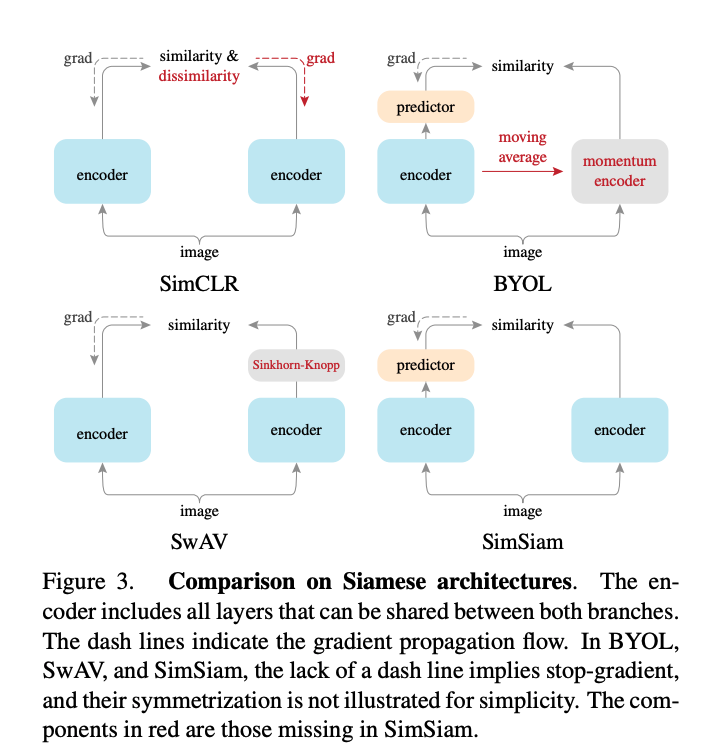 grad
similarity &
dissimilarity
grad
encoder
encoder
image
SimCLR
grad
similarity
predictor
encoder
moving
average
momentum
encoder
image
BYOL
grad
similarity
Sinkhorn-Knopp
encoder
encoder
image
SwAV
grad
similarity
predictor
encoder
encoder
image
SimSiam
Figure 3. Comparison on Siamese architectures. The en-
coder includes all layers that can be shared between both branches.
The dash lines indicate the gradient propagation flow. In BYOL,
SwAV, and SimSiam, the lack of a dash line implies stop-gradient,
and their symmetrization is not illustrated for simplicity. The com-
ponents in red are those missing in SimSiam.